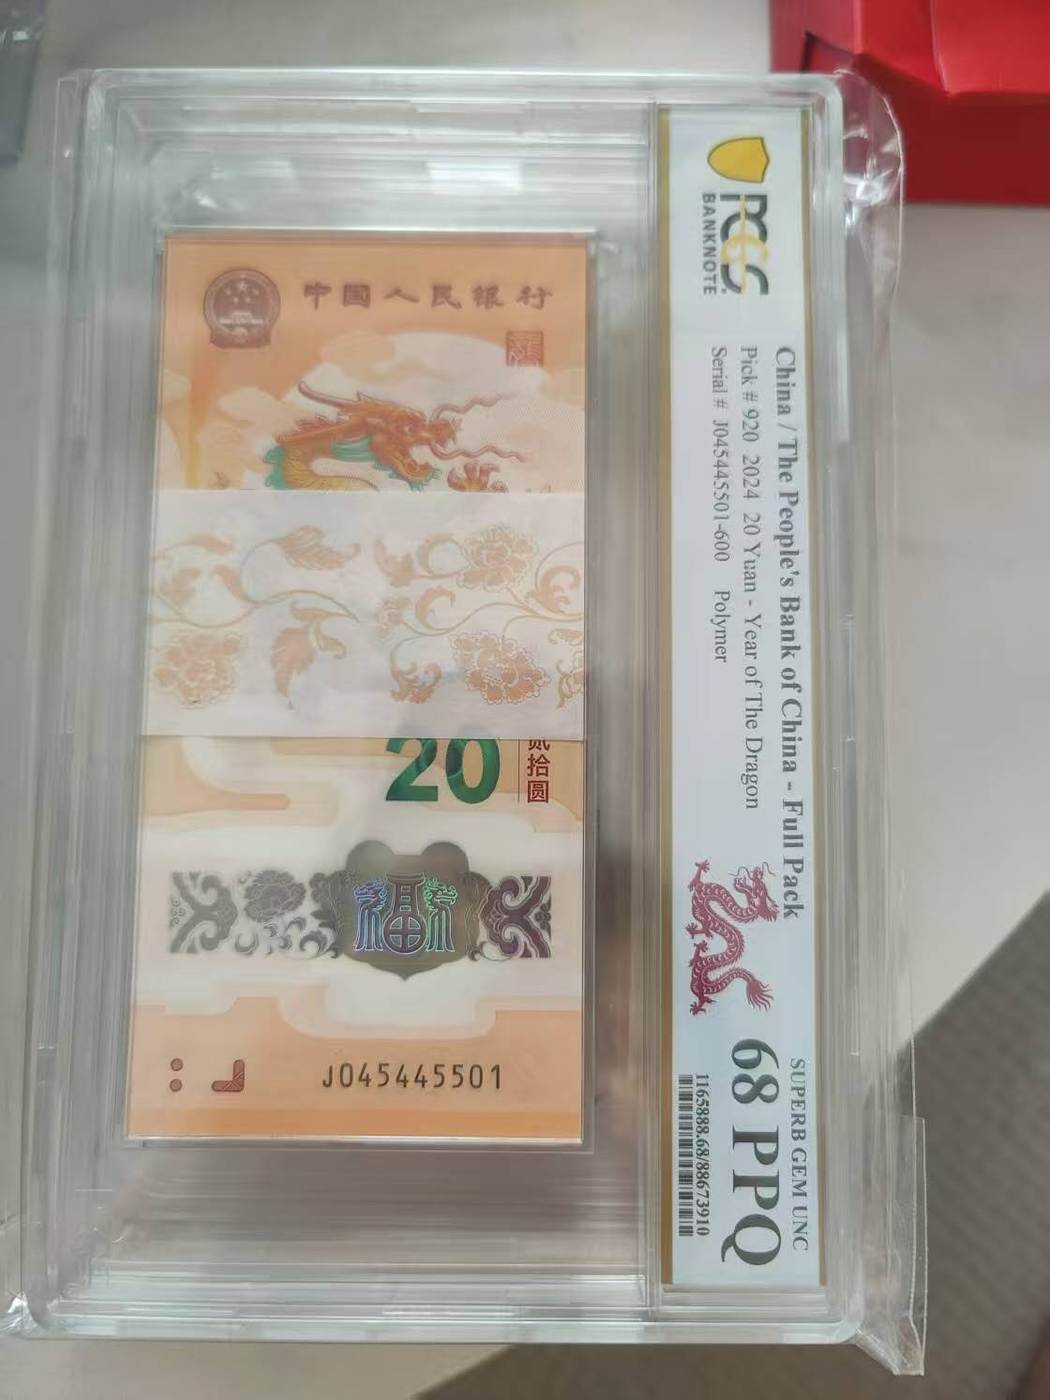 中國人民银行
20
贰拾圆
福
J045445501
PCGS
BANKNOTE
China / The People's Bank of China - Full Pack
Pick # 920 2024 20 Yuan - Year of The Dragon
Serial # J045445501-600 Polymer
SUPERB GEM UNC
68 PPQ
1165888.68/88673910